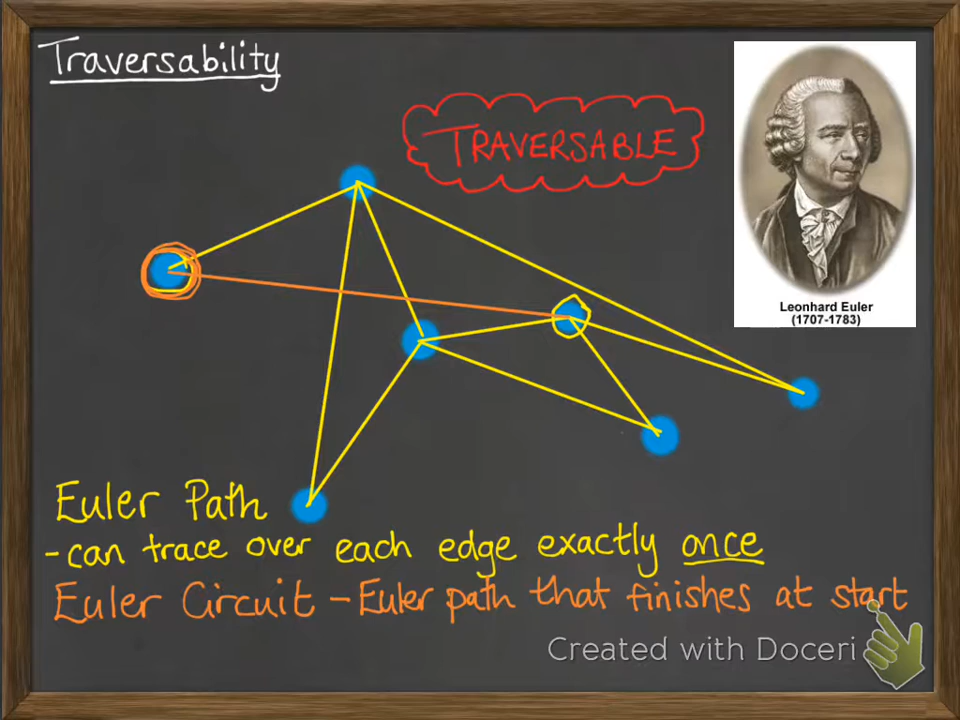 Traversability
TRAVERSABLE
Leonhard Euler
(1707-1783)
Euler Path
- can trace over each edge exactly once
Euler Circuit - Euler path that finishes at start
Created with Doceri